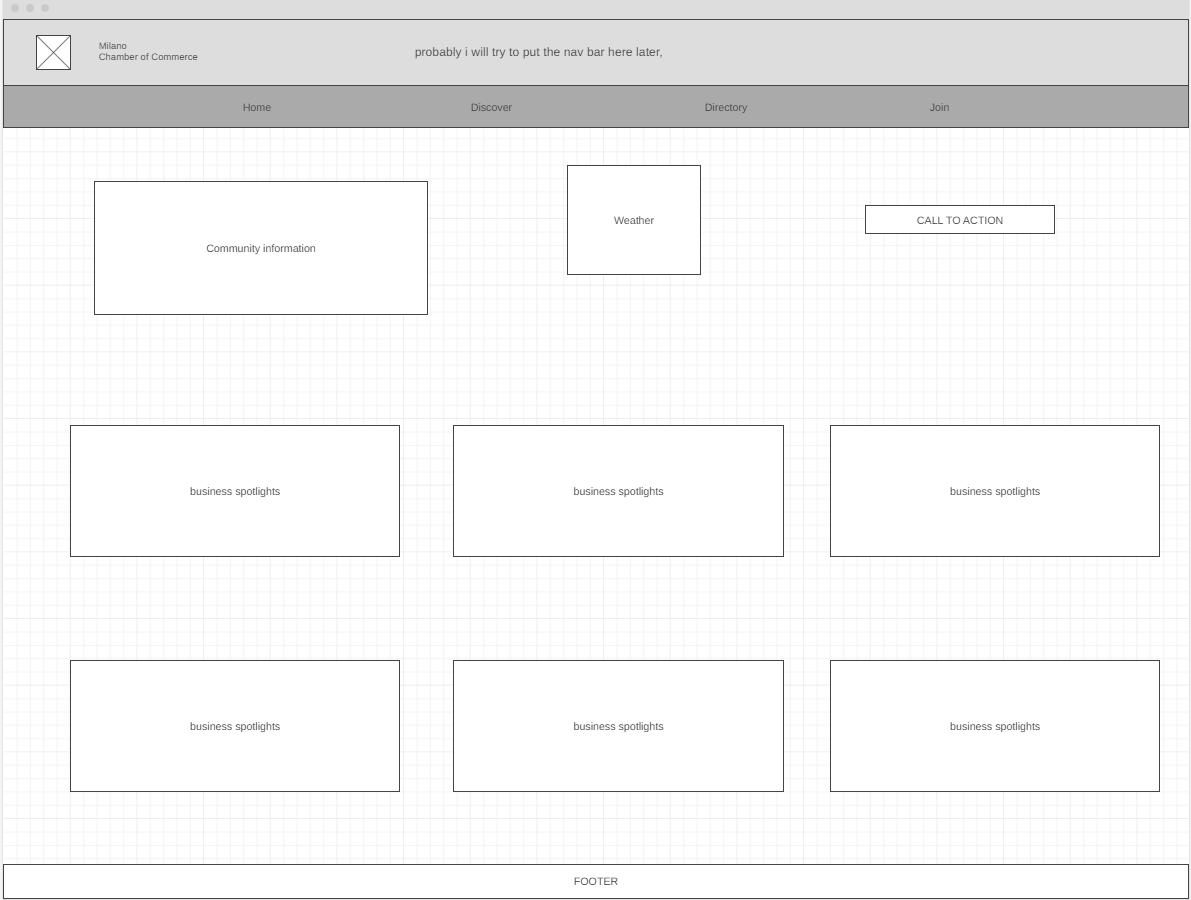 Milano
Chamber of Commerce
probably i will try to put the nav bar here later,
Home
Discover
Directory
Join
Community information
Weather
CALL TO ACTION
business spotlights
business spotlights
business spotlights
business spotlights
business spotlights
business spotlights
FOOTER